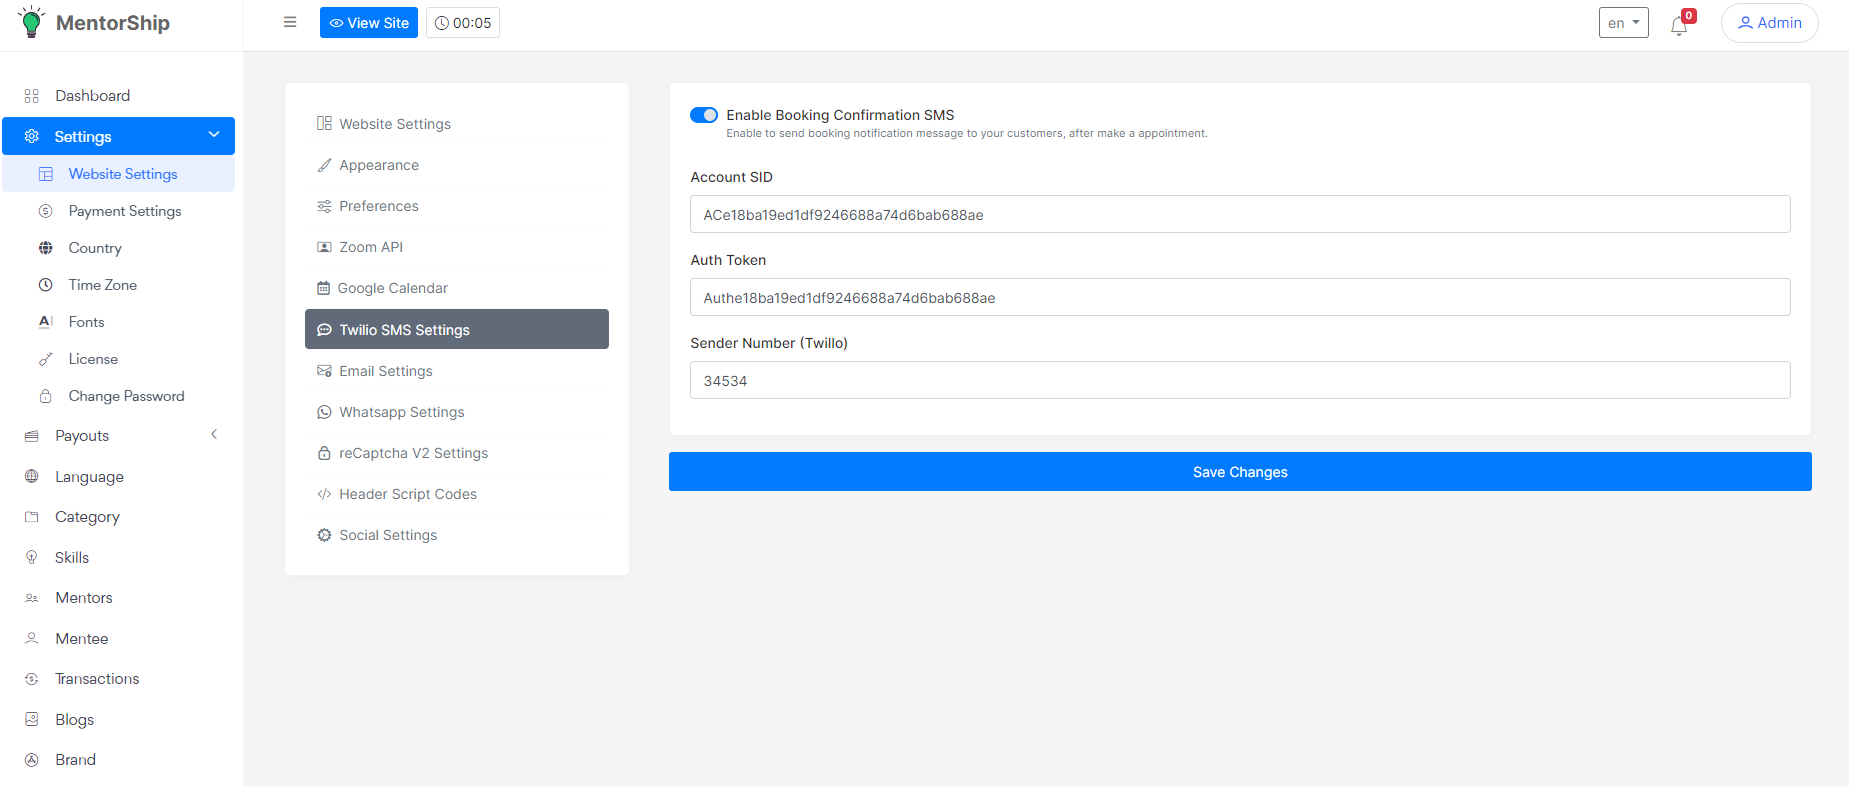 MentorShip
View Site
00:05
en
0
Admin
Dashboard
Settings
Website Settings
Payment Settings
Country
Time Zone
Fonts
License
Change Password
Payouts
Language
Category
Skills
Mentors
Mentee
Transactions
Blogs
Brand
Website Settings
Appearance
Preferences
Zoom API
Google Calendar
Twilio SMS Settings
Email Settings
Whatsapp Settings
reCaptcha V2 Settings
Header Script Codes
Social Settings
Enable Booking Confirmation SMS
Enable to send booking notification message to your customers, after make a appointment.
Account SID
ACe18ba19ed1df9246688a74d6bab688ae
Auth Token
Authe18ba19ed1df9246688a74d6bab688ae
Sender Number (Twillo)
34534
Save Changes